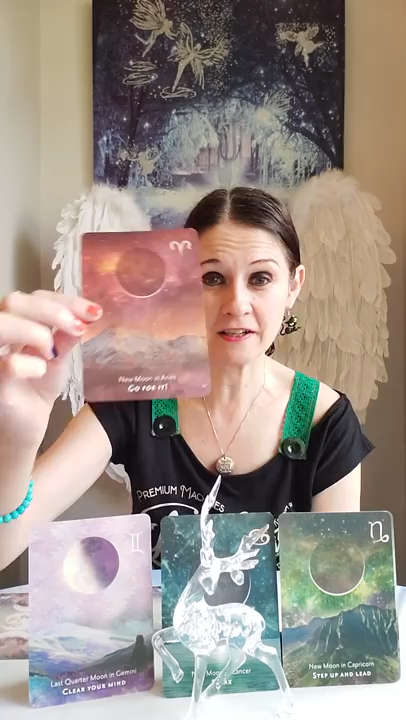 New Moon in Aries
GO FOR IT!
PREMIUM
Last Quarter Moon in Gemini
CLEAR YOUR MIND
New Moon in Capricorn
STEP UP AND LEAD